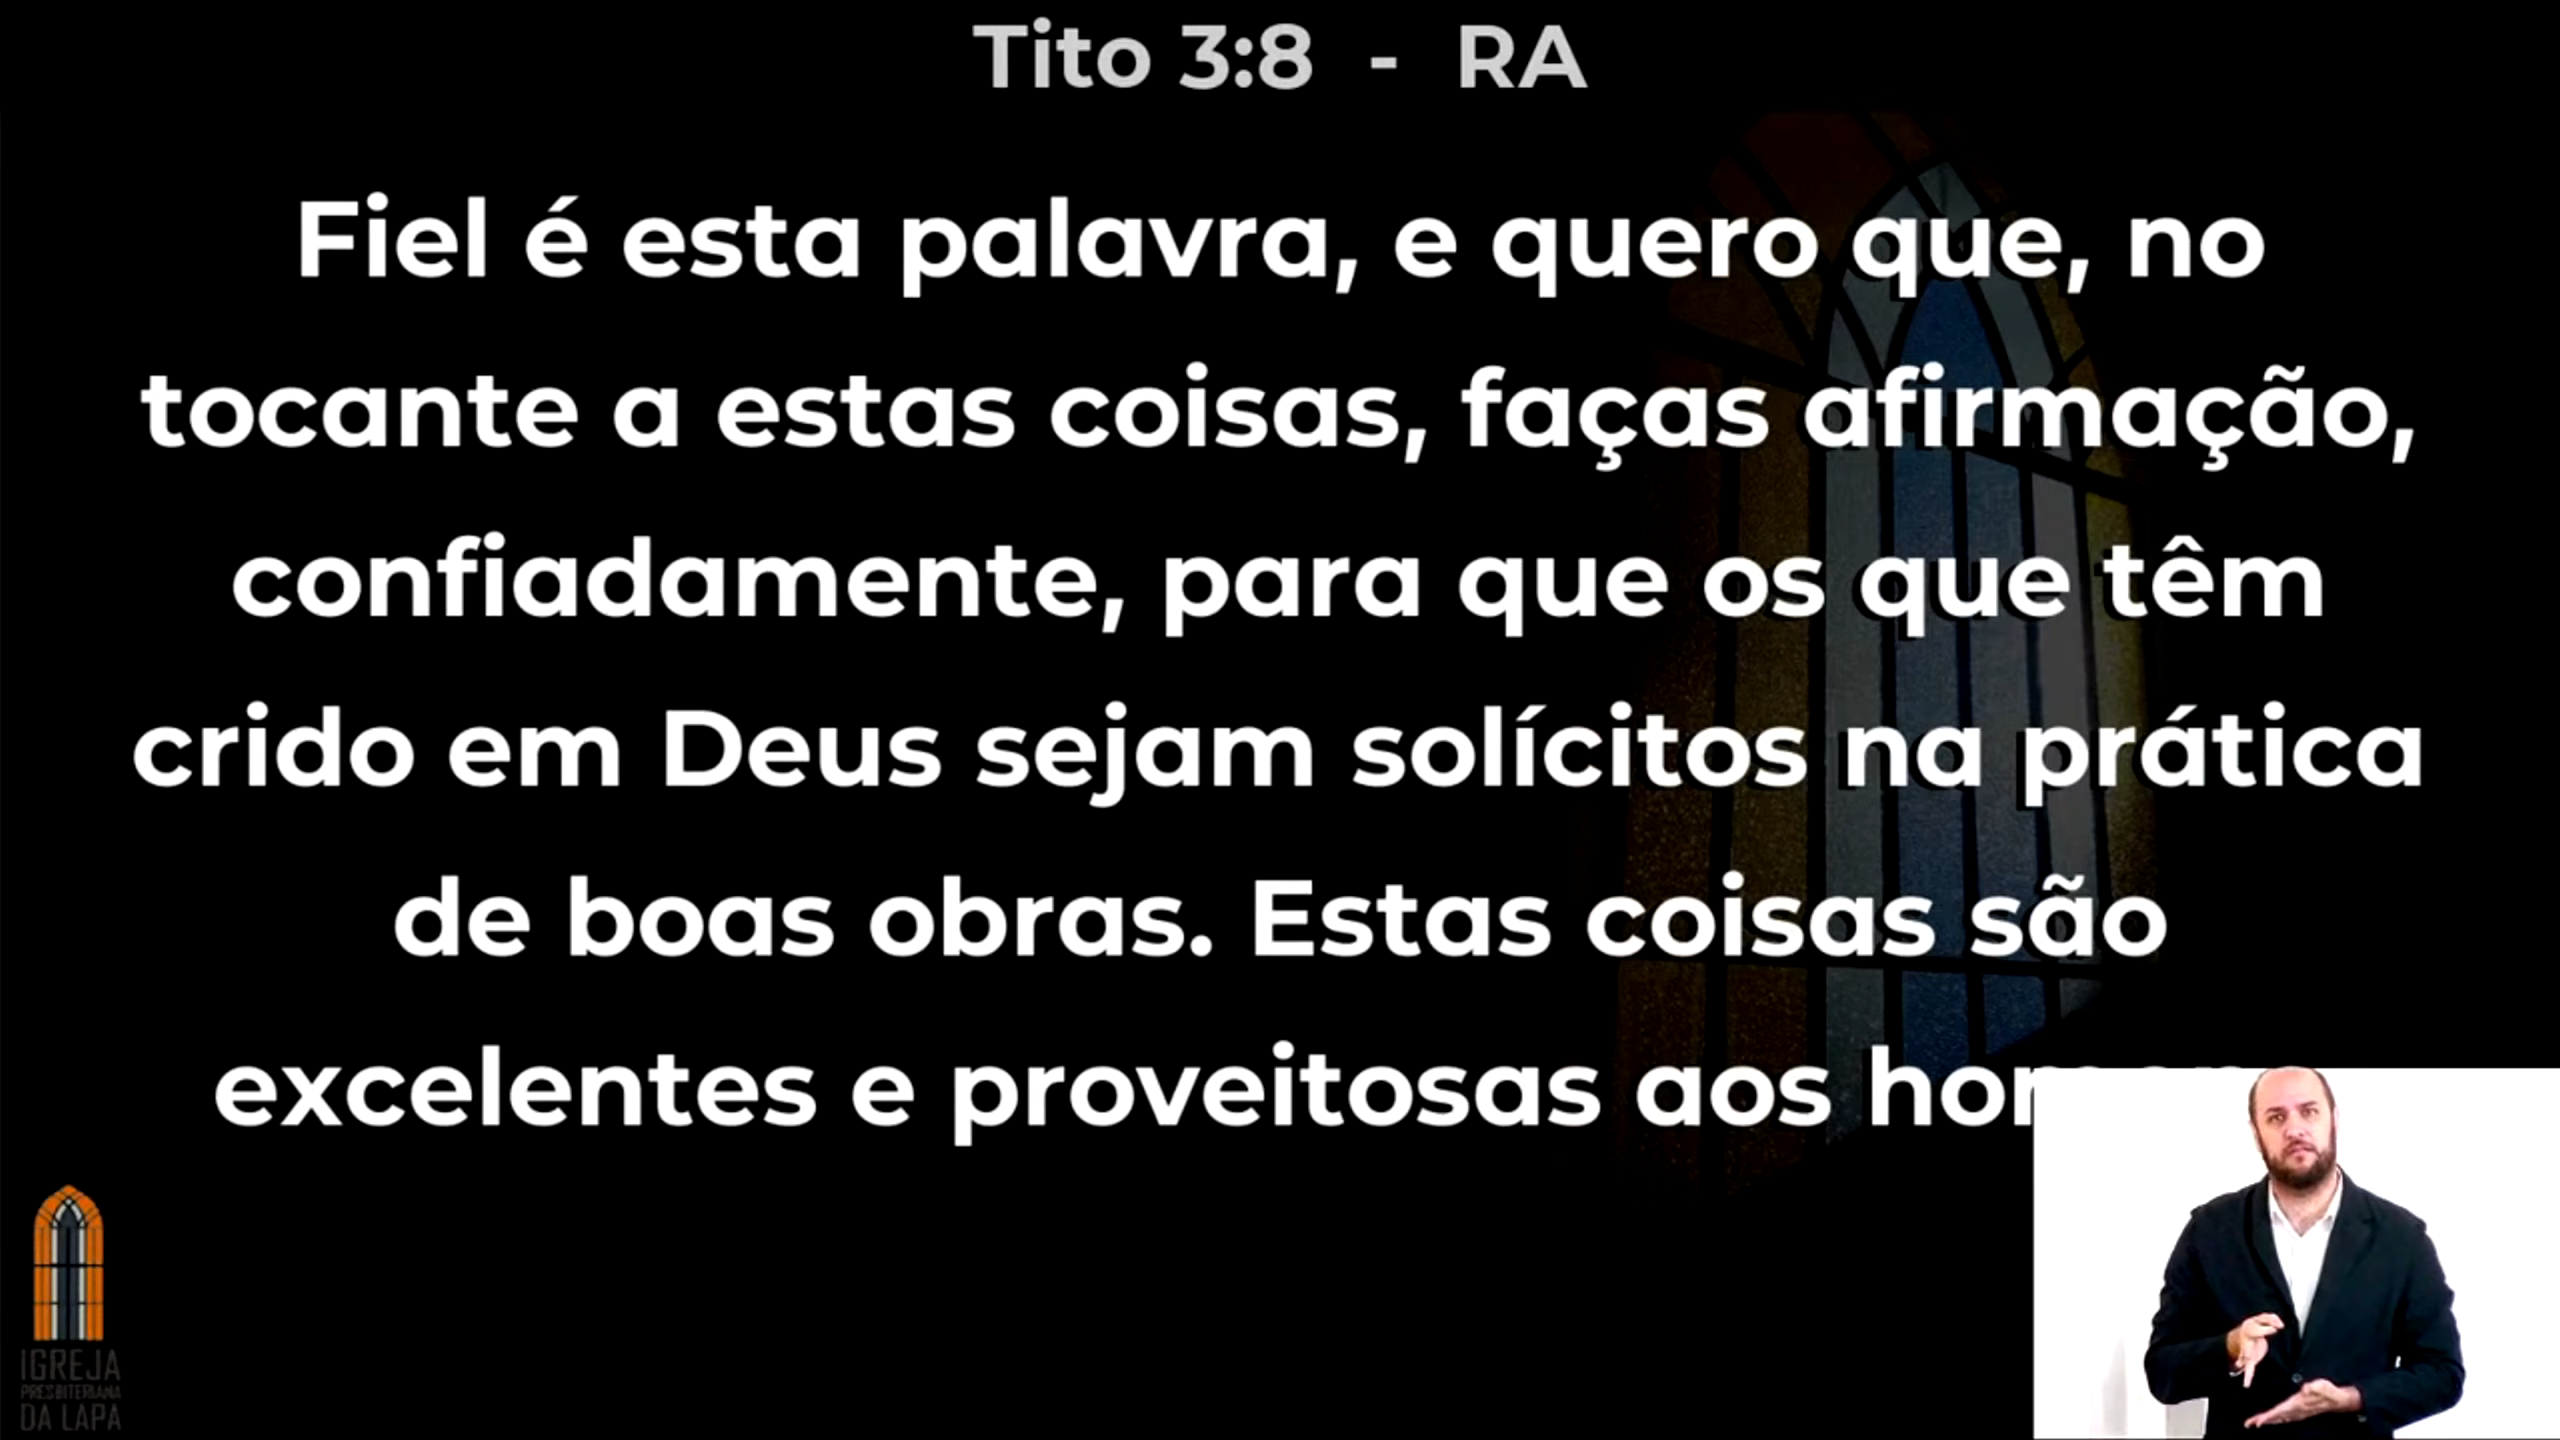 Tito 3:8 - RA
Fiel é esta palavra, e quero que, no
tocante a estas coisas, faças afirmação,
confiadamente, para que os que têm
crido em Deus sejam solícitos na prática
de boas obras. Estas coisas são
excelentes e proveitosas aos
IGREJA
PRESBITERIANA
DA LAPA